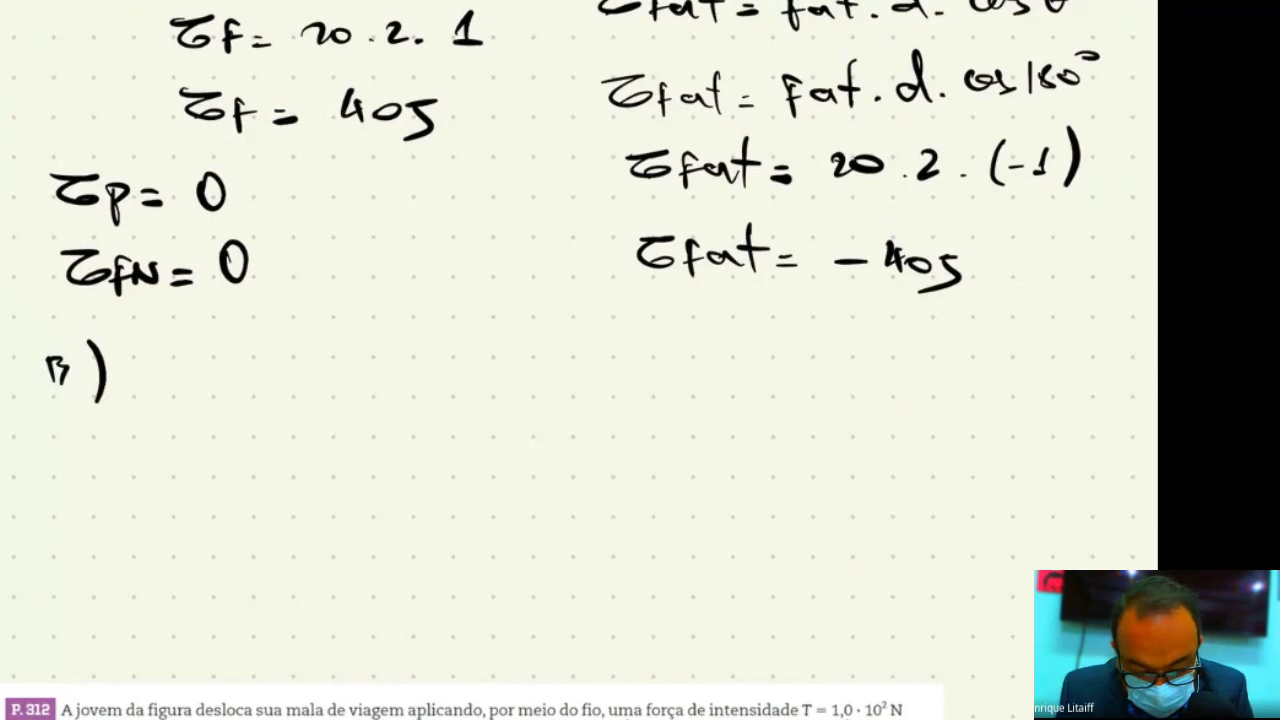 𝜏F = 20 . 2 . 1
𝜏F = 40J
𝜏P = 0
𝜏FN = 0
B)
𝜏fat = fat . d . cos θ
𝜏fat = fat . d . cos 180°
𝜏fat = 20 . 2 . (-1)
𝜏fat = - 40J
P. 312 A jovem da figura desloca sua mala de viagem aplicando, por meio do fio, uma força de intensidade T = 1,0 · 10² N
nrique Litaiff